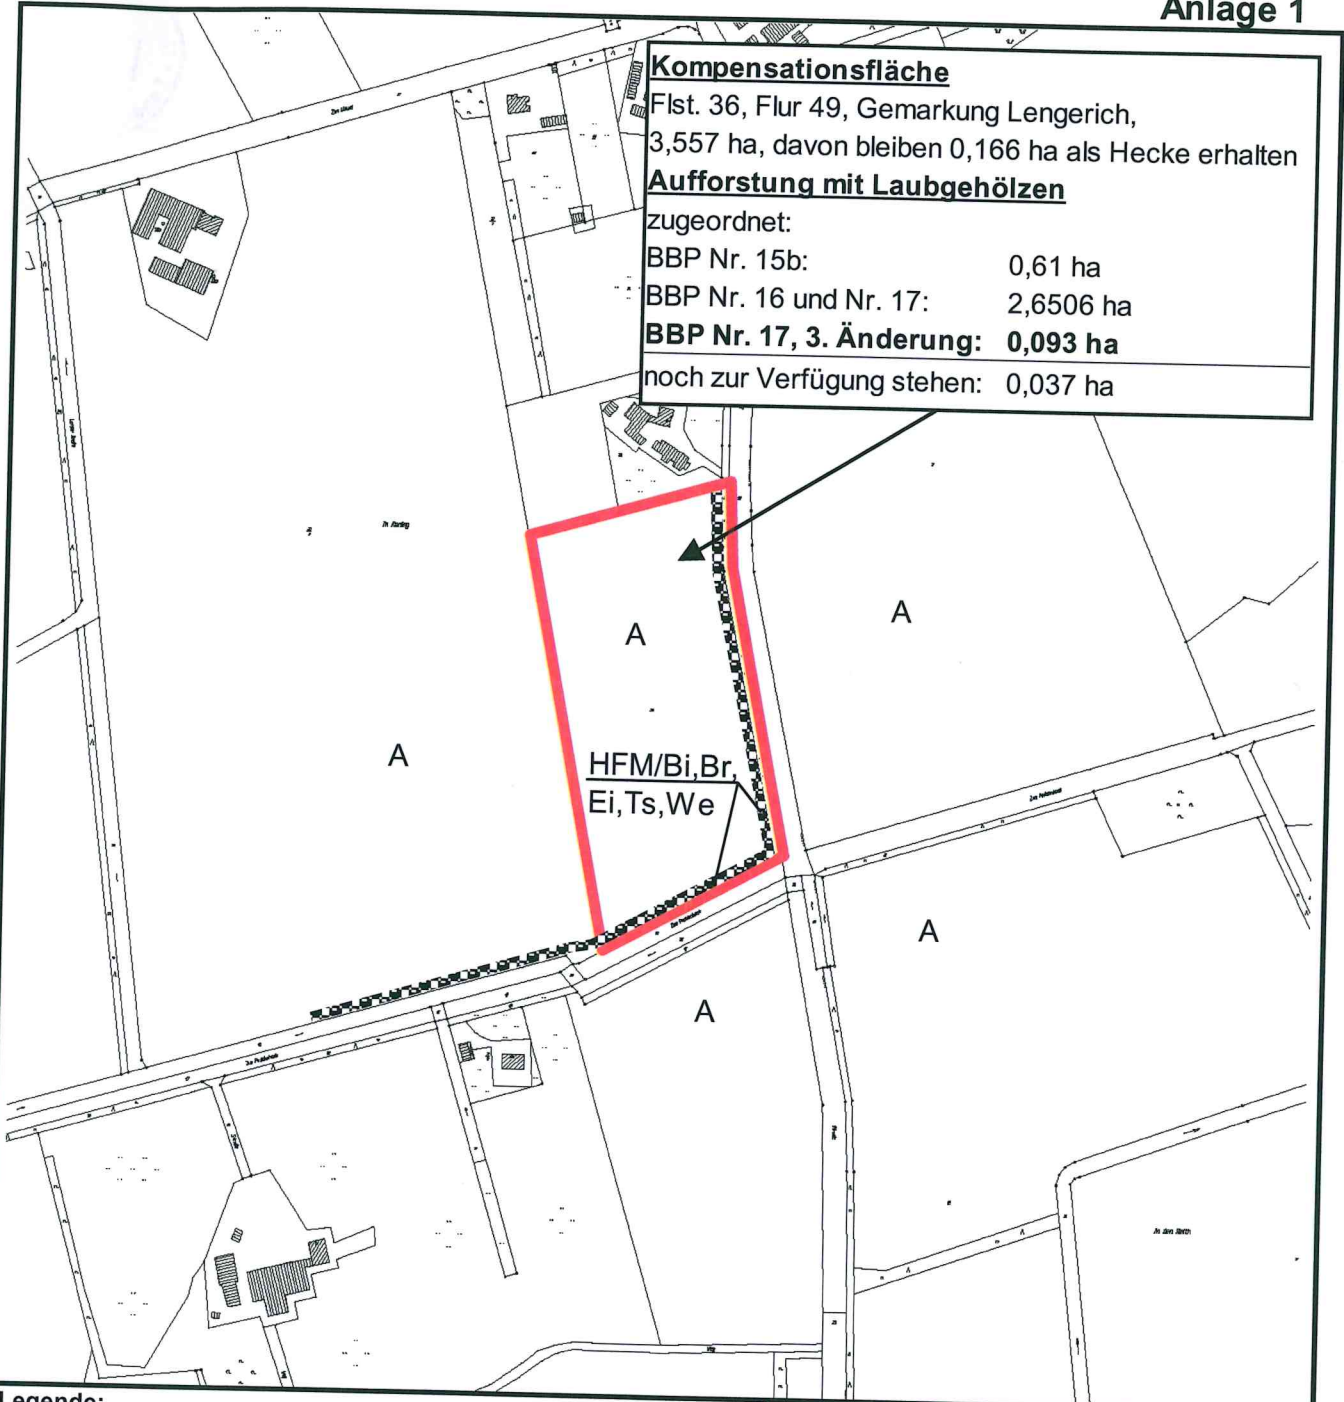 Anlage 1
Kompensationsfläche
Flst. 36, Flur 49, Gemarkung Lengerich,
3,557 ha, davon bleiben 0,166 ha als Hecke erhalten
Aufforstung mit Laubgehölzen
zugeordnet:
BBP Nr. 15b: 0,61 ha
BBP Nr. 16 und Nr. 17: 2,6506 ha
BBP Nr. 17, 3. Änderung: 0,093 ha
noch zur Verfügung stehen: 0,037 ha
A
A
A
HFM/Bi,Br,
Ei,Ts,We
A
A
Legende: